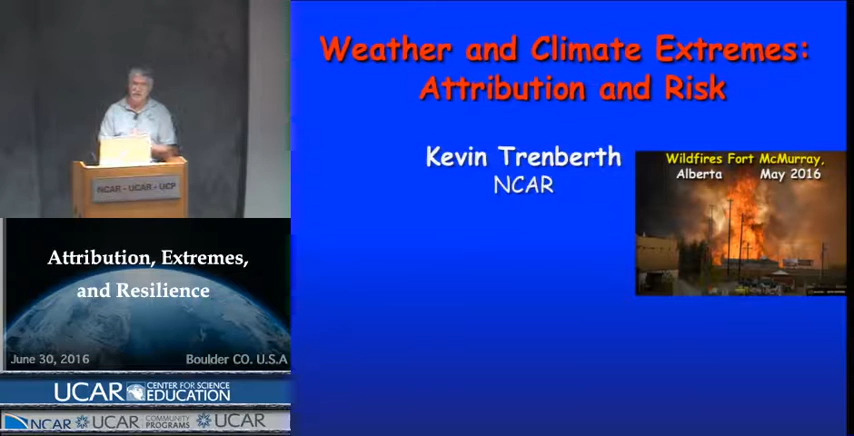 Weather and Climate Extremes:
Attribution and Risk
Kevin Trenberth
NCAR
Wildfires Fort McMurray,
Alberta May 2016
NCAR - UCAR - UCP
Attribution, Extremes,
and Resilience
June 30, 2016 Boulder CO. U.S.A
UCAR CENTER FOR SCIENCE
EDUCATION
NCAR UCAR COMMUNITY
PROGRAMS UCAR